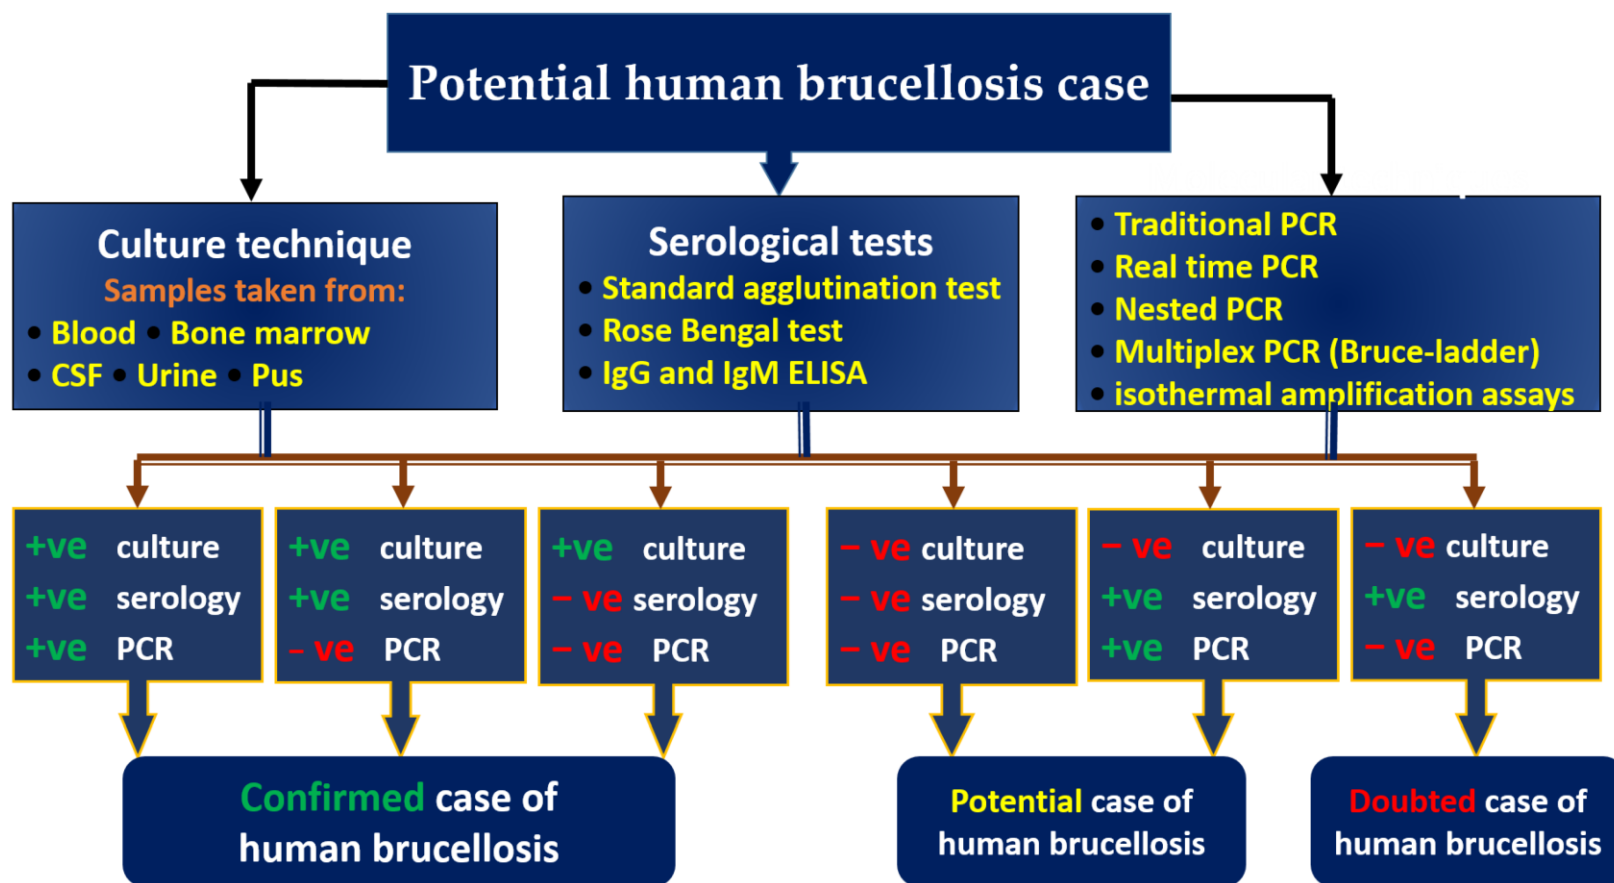 Potential human brucellosis case
Culture technique
Samples taken from:
• Blood • Bone marrow
• CSF • Urine • Pus
Serological tests
• Standard agglutination test
• Rose Bengal test
• IgG and IgM ELISA
• Traditional PCR
• Real time PCR
• Nested PCR
• Multiplex PCR (Bruce-ladder)
• isothermal amplification assays
+ve culture
+ve serology
+ve PCR
+ve culture
+ve serology
– ve PCR
+ve culture
– ve serology
– ve PCR
– ve culture
– ve serology
– ve PCR
– ve culture
+ve serology
+ve PCR
– ve culture
+ve serology
– ve PCR
Confirmed case of
human brucellosis
Potential case of
human brucellosis
Doubted case of
human brucellosis